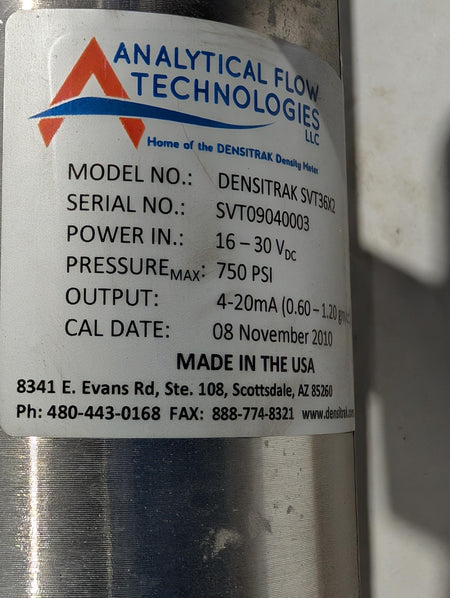 ANALYTICAL FLOW
TECHNOLOGIES
LLC
Home of the DENSITRAK Density Meter
MODEL NO.: DENSITRAK SVT36X2
SERIAL NO.: SVT09040003
POWER IN.: 16 – 30 VDC
PRESSUREMAX: 750 PSI
OUTPUT: 4-20mA (0.60 – 1.20
CAL DATE: 08 November 2010
MADE IN THE USA
8341 E. Evans Rd, Ste. 108, Scottsdale, AZ 85260
Ph: 480-443-0168 FAX: 888-774-8321 www.densitrak.com